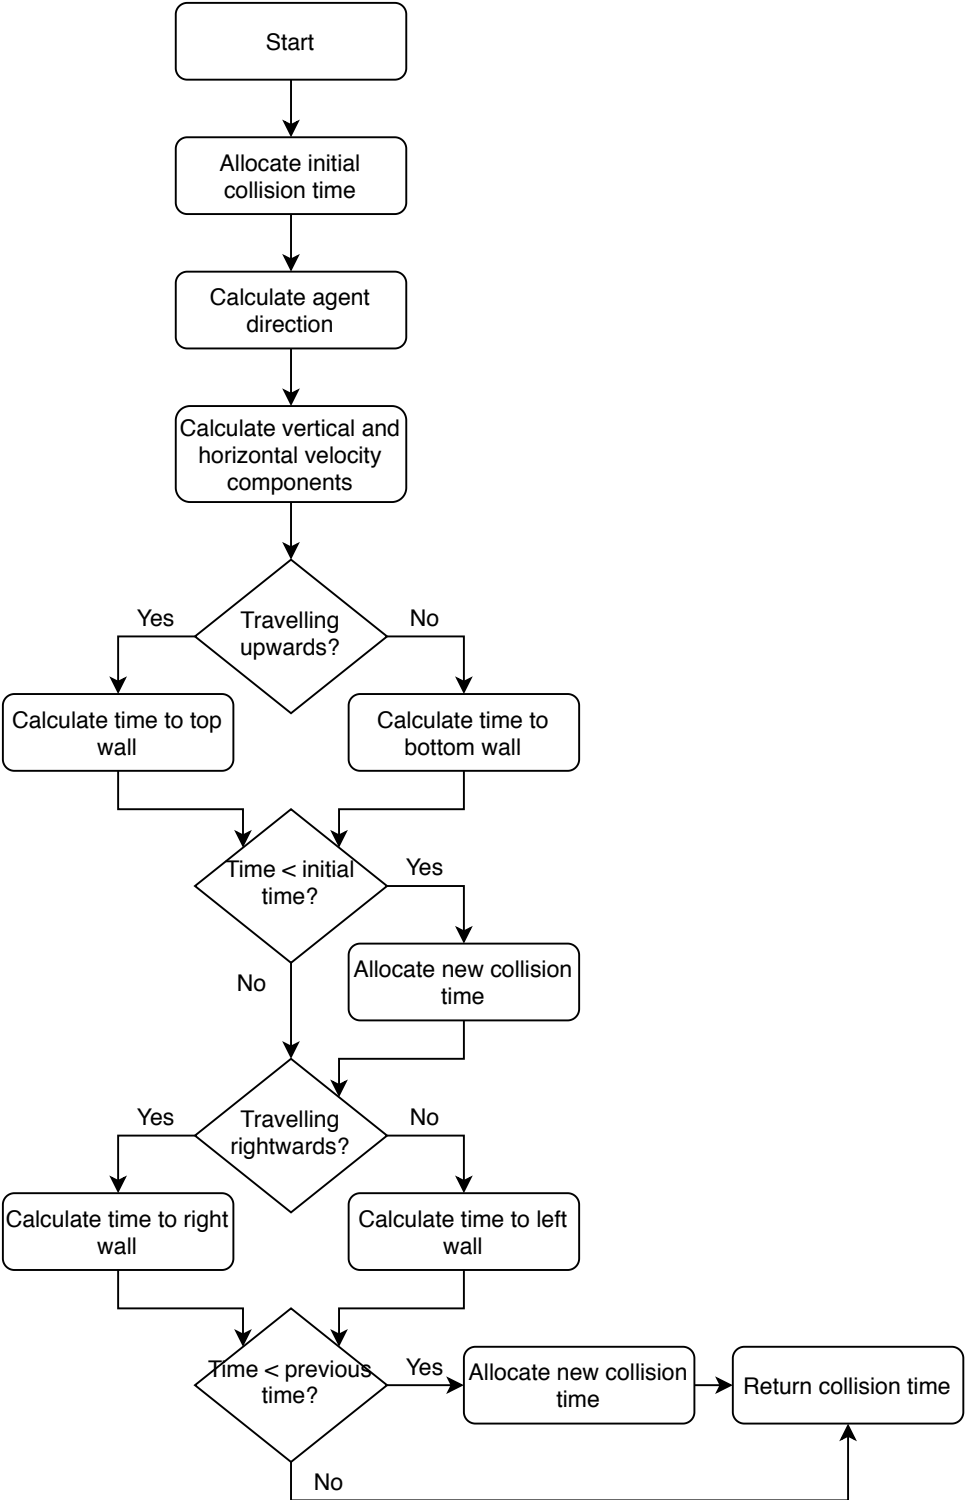 Start
Allocate initial
collision time
Calculate agent
direction
Calculate vertical and
horizontal velocity
components
Travelling
upwards?
Yes
No
Calculate time to top
wall
Calculate time to
bottom wall
Time < initial
time?
Yes
No
Allocate new collision
time
Travelling
rightwards?
Yes
No
Calculate time to right
wall
Calculate time to left
wall
Time < previous
time?
Yes
No
Allocate new collision
time
Return collision time